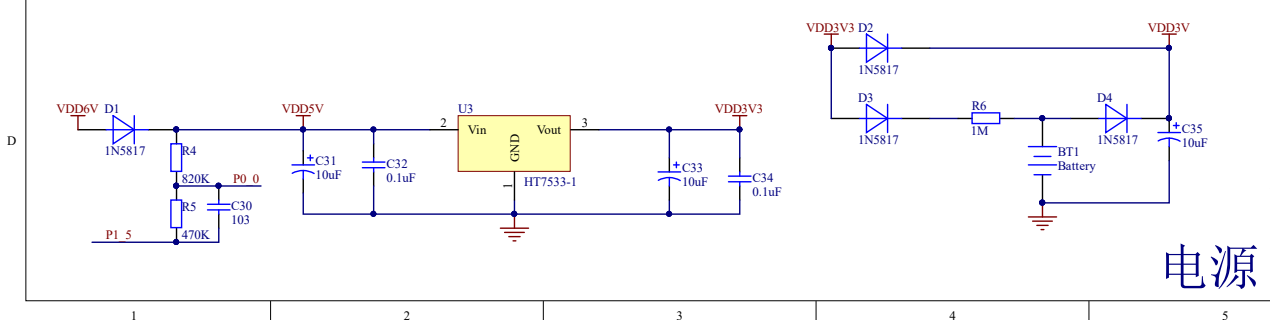 VDD3V3 D2
VDD3V
1N5817
VDD6V D1
VDD5V
U3
VDD3V3
D3
R6
D4
2
Vin
Vout
3
GND
1
1N5817
1N5817
1M
1N5817
C35
10uF
D
R4
820K
P0_0
C31
10uF
C32
0.1uF
HT7533-1
C33
10uF
C34
0.1uF
BT1
Battery
R5
470K
C30
103
P1_5
电源
1
2
3
4
5